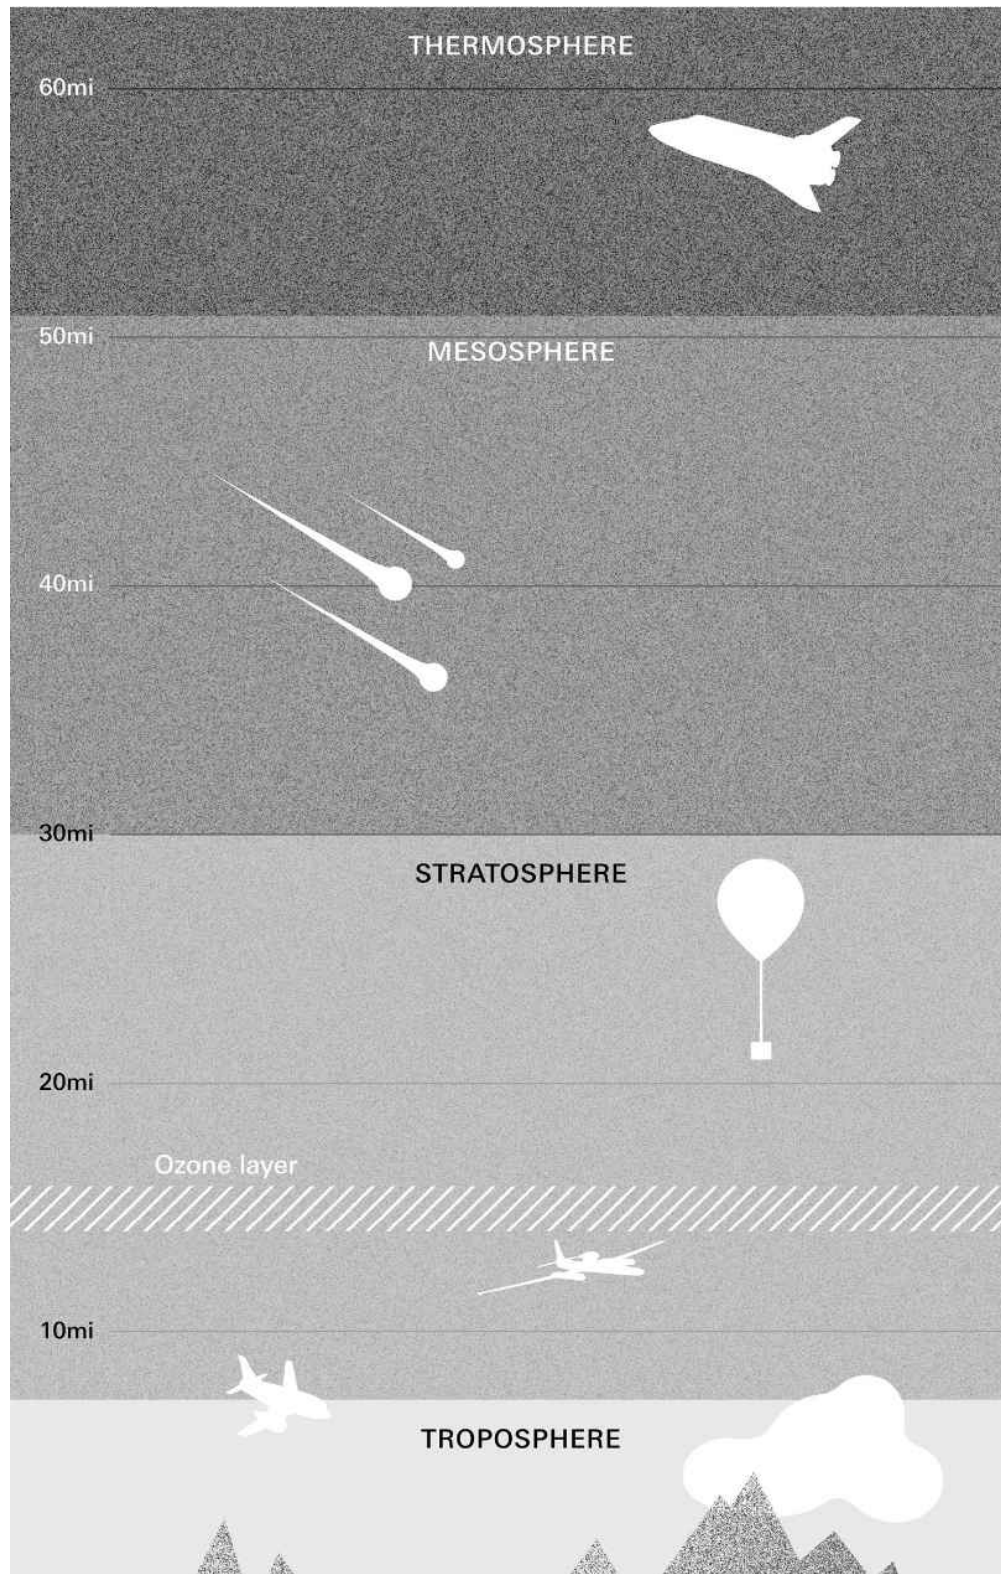 THERMOSPHERE
60mi
50mi
MESOSPHERE
40mi
30mi
STRATOSPHERE
20mi
Ozone layer
10mi
TROPOSPHERE